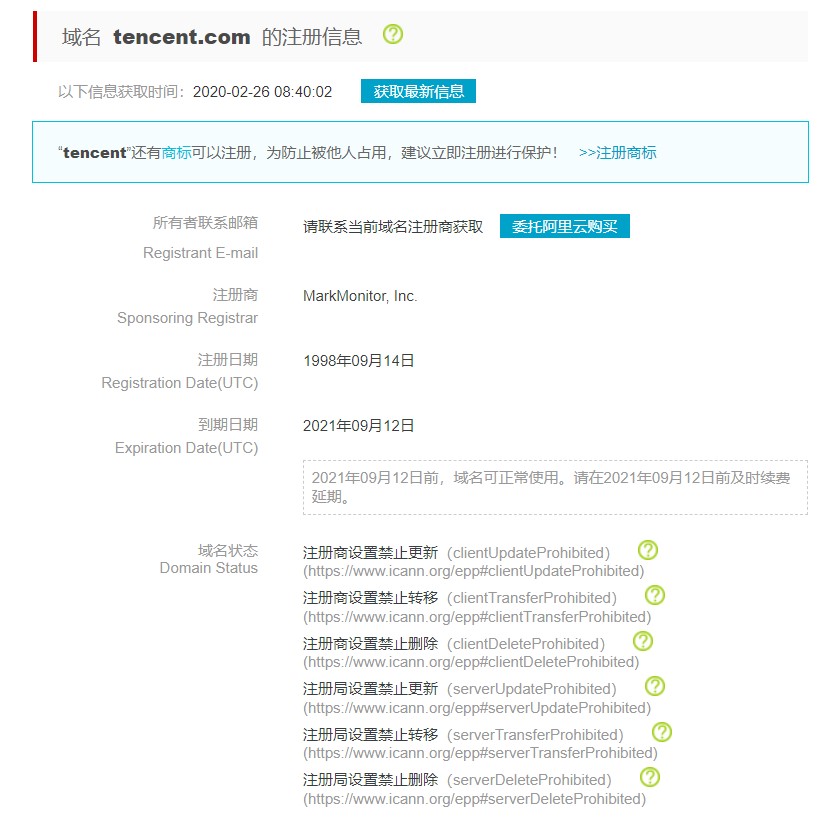 域名 tencent.com 的注册信息
以下信息获取时间：2020-02-26 08:40:02 获取最新信息
“tencent”还有商标可以注册，为防止被他人占用，建议立即注册进行保护！ >>注册商标
所有者联系邮箱 请联系当前域名注册商获取 委托阿里云购买
Registrant E-mail
注册商 MarkMonitor, Inc.
Sponsoring Registrar
注册日期 1998年09月14日
Registration Date(UTC)
到期日期 2021年09月12日
Expiration Date(UTC)
2021年09月12日前，域名可正常使用。请在2021年09月12日前及时续费
延期。
域名状态 注册商设置禁止更新（clientUpdateProhibited）
Domain Status (https://www.icann.org/epp#clientUpdateProhibited)
注册商设置禁止转移（clientTransferProhibited）
(https://www.icann.org/epp#clientTransferProhibited)
注册商设置禁止删除（clientDeleteProhibited）
(https://www.icann.org/epp#clientDeleteProhibited)
注册局设置禁止更新（serverUpdateProhibited）
(https://www.icann.org/epp#serverUpdateProhibited)
注册局设置禁止转移（serverTransferProhibited）
(https://www.icann.org/epp#serverTransferProhibited)
注册局设置禁止删除（serverDeleteProhibited）
(https://www.icann.org/epp#serverDeleteProhibited)